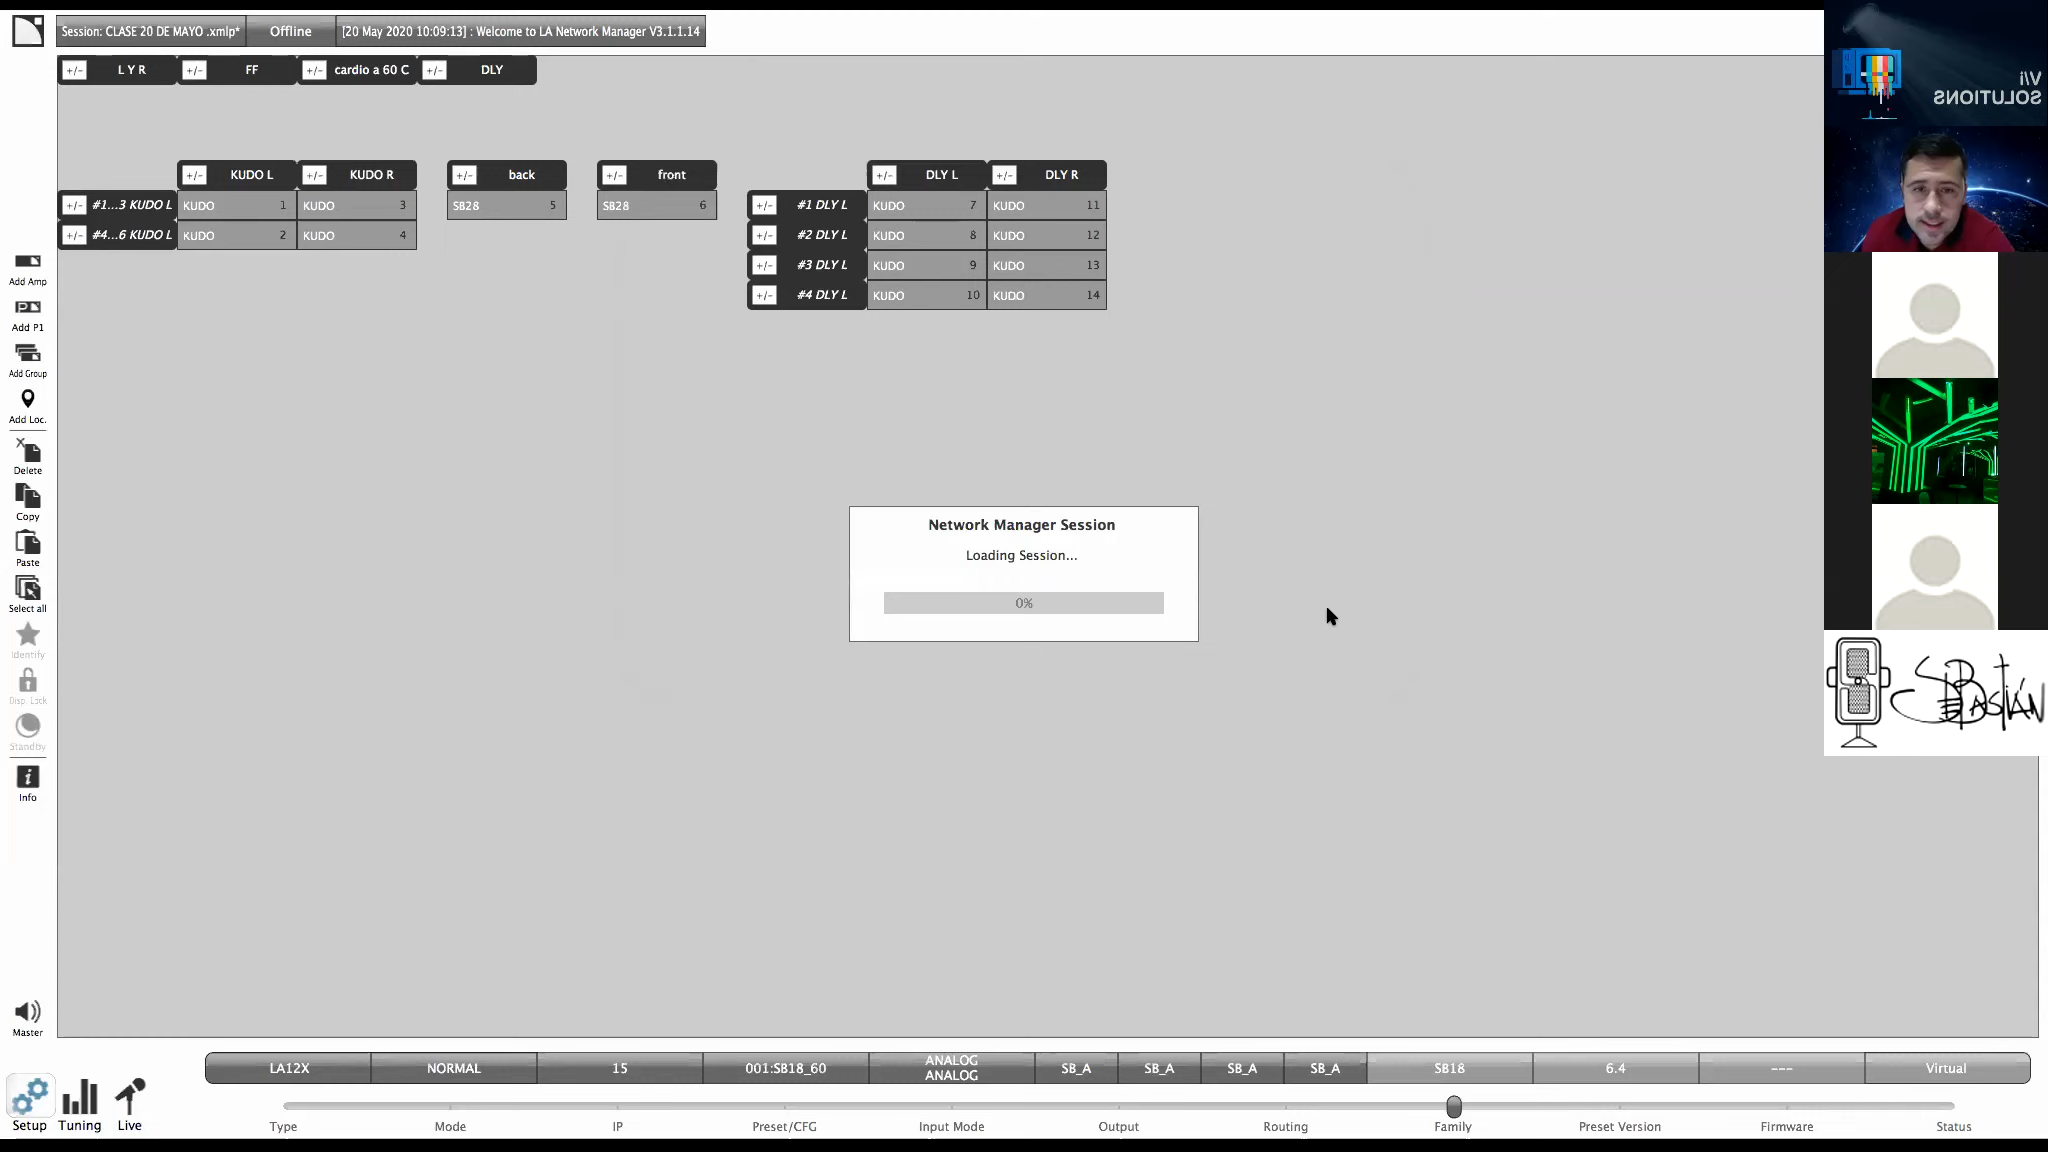 Session: CLASE 20 DE MAYO .xmlp* Offline [20 May 2020 10:09:13] : Welcome to LA Network Manager V3.1.1.14
+/- L Y R +/- FF +/- cardio a 60 C +/- DLY
V/i
SOLUTIONS
+/- KUDO L +/- KUDO R +/- back +/- front +/- DLY L +/- DLY R
+/- #1...3 KUDO L KUDO 1 KUDO 3 SB28 5 SB28 6 +/- #1 DLY L KUDO 7 KUDO 11
+/- #4...6 KUDO L KUDO 2 KUDO 4 +/- #2 DLY L KUDO 8 KUDO 12
+/- #3 DLY L KUDO 9 KUDO 13
+/- #4 DLY L KUDO 10 KUDO 14
Add Amp
Add P1
Add Group
Add Loc.
Delete
Copy
Paste
Select all
Identify
Disp. Lock
StandBy
Info
Master
Network Manager Session
Loading Session...
0%
SEBASTIÁN
LA12X NORMAL 15 001:SB18_60 ANALOG ANALOG SB_A SB_A SB_A SB_A SB18 6.4 --- Virtual
Setup Tuning Live
Type Mode IP Preset/CFG Input Mode Output Routing Family Preset Version Firmware Status